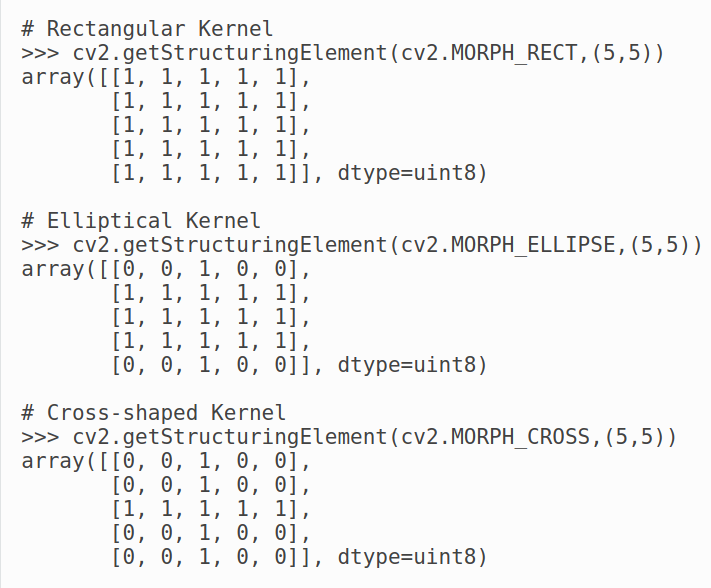 # Rectangular Kernel
>>> cv2.getStructuringElement(cv2.MORPH_RECT,(5,5))
array([[1, 1, 1, 1, 1],
       [1, 1, 1, 1, 1],
       [1, 1, 1, 1, 1],
       [1, 1, 1, 1, 1],
       [1, 1, 1, 1, 1]], dtype=uint8)

# Elliptical Kernel
>>> cv2.getStructuringElement(cv2.MORPH_ELLIPSE,(5,5))
array([[0, 0, 1, 0, 0],
       [1, 1, 1, 1, 1],
       [1, 1, 1, 1, 1],
       [1, 1, 1, 1, 1],
       [0, 0, 1, 0, 0]], dtype=uint8)

# Cross-shaped Kernel
>>> cv2.getStructuringElement(cv2.MORPH_CROSS,(5,5))
array([[0, 0, 1, 0, 0],
       [0, 0, 1, 0, 0],
       [1, 1, 1, 1, 1],
       [0, 0, 1, 0, 0],
       [0, 0, 1, 0, 0]], dtype=uint8)